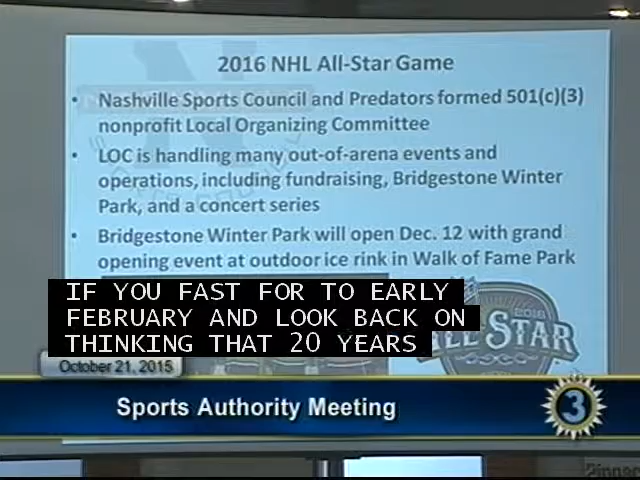 2016 NHL All-Star Game
• Nashville Sports Council and Predators formed 501(c)(3)
nonprofit Local Organizing Committee
• LOC is handling many out-of-arena events and
operations, including fundraising, Bridgestone Winter
Park, and a concert series
• Bridgestone Winter Park will open Dec. 12 with grand
opening event at outdoor ice rink in Walk of Fame Park
IF YOU FAST FOR TO EARLY
FEBRUARY AND LOOK BACK ON
THINKING THAT 20 YEARS
2016
ALL STAR
October 21, 2015
Sports Authority Meeting
3